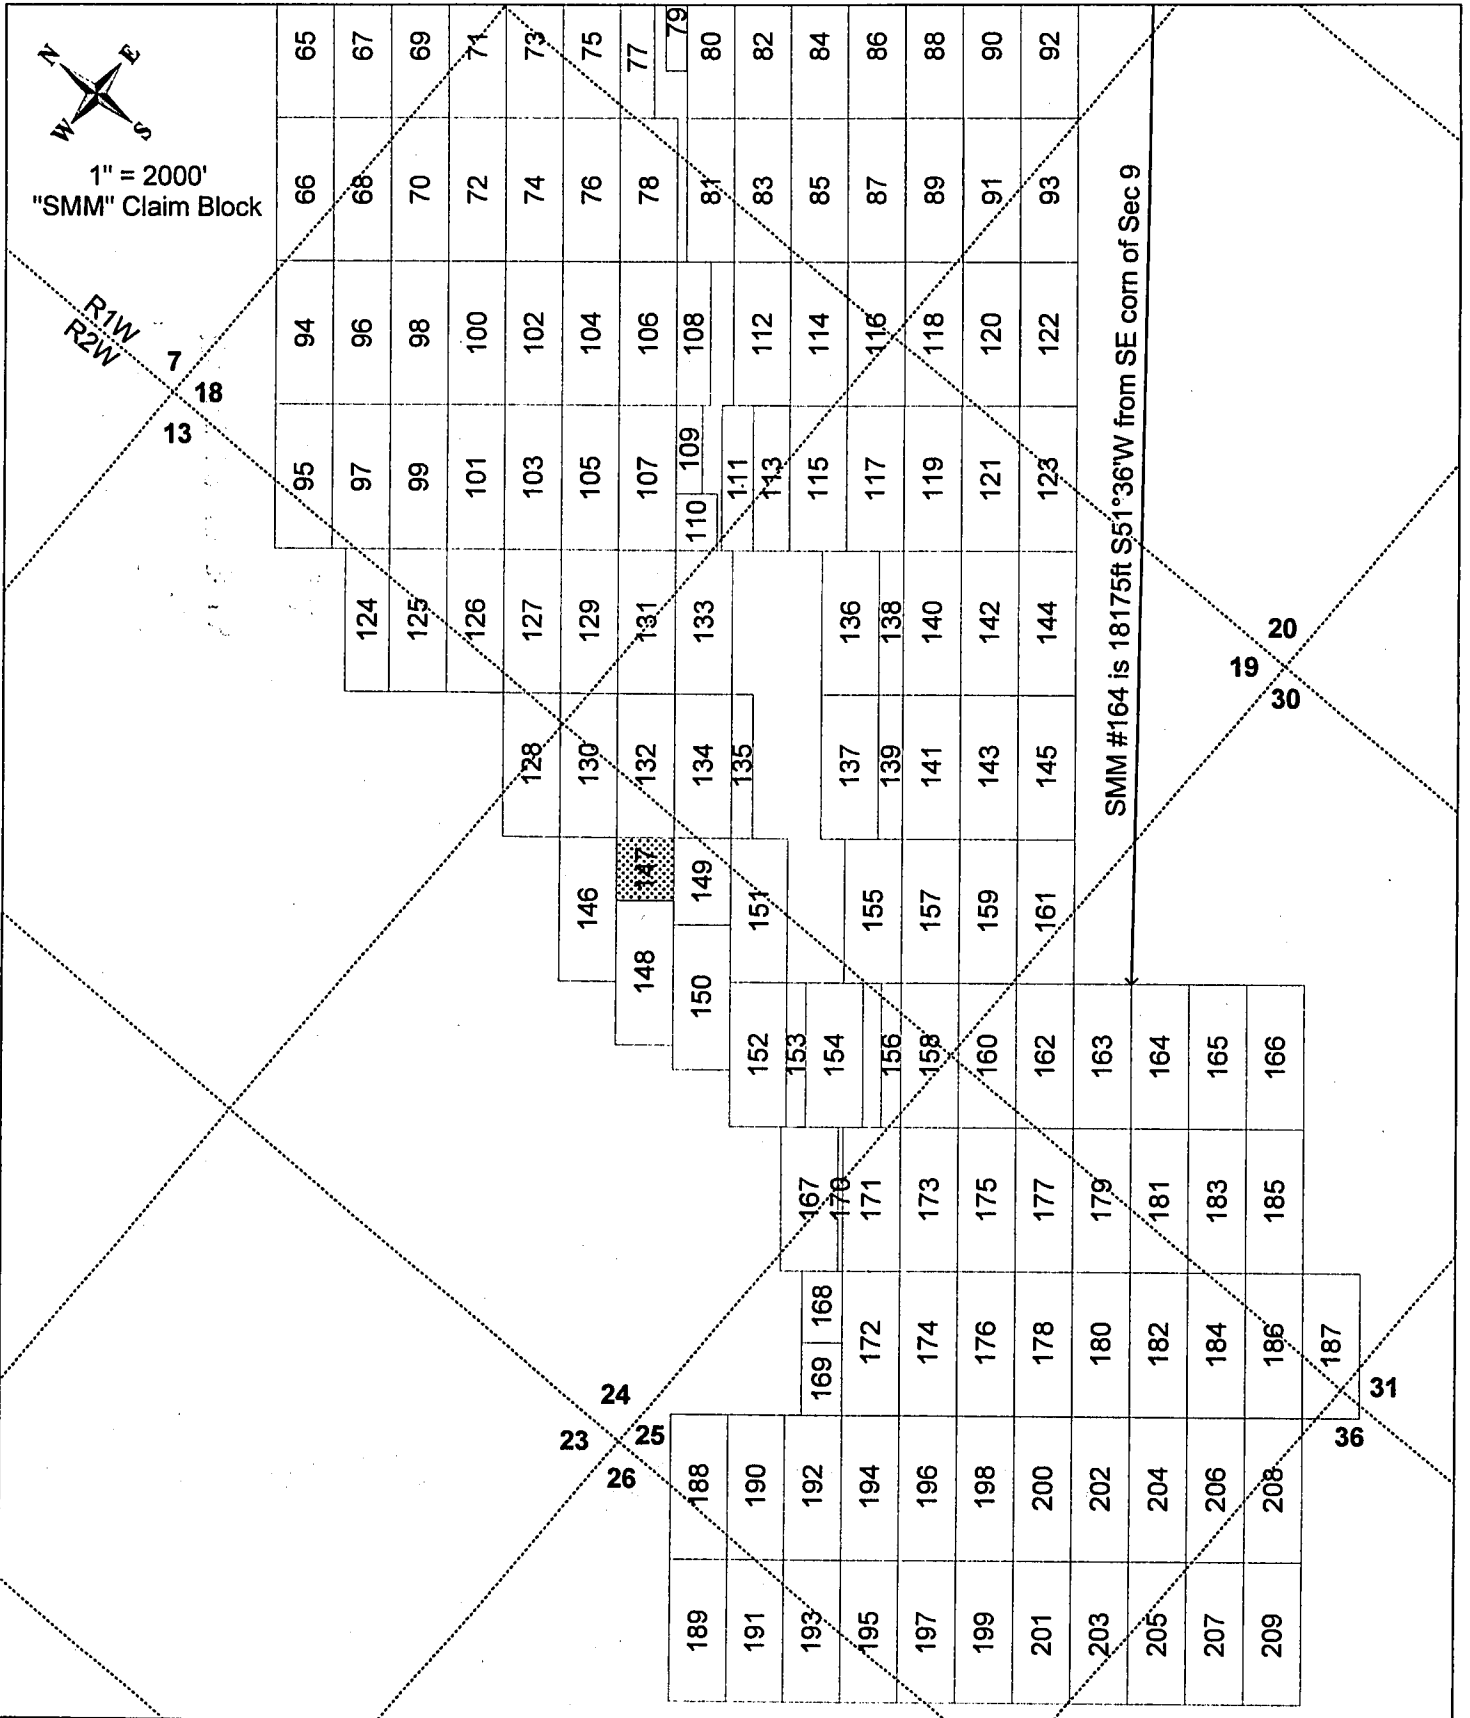 N
E
W
S
1" = 2000'
"SMM" Claim Block
65 67 69 71 73 75 77 79 80 82 84 86 88 90 92
66 68 70 72 74 76 78 81 83 85 87 89 91 93
R1W
R2W
7
18
13
94 96 98 100 102 104 106 108 112 114 116 118 120 122
95 97 99 101 103 105 107 109 110 111 113 115 117 119 121 123
SMM #164 is 18175ft S51°36'W from SE corn of Sec 9
124 125 126 127 129 131 133 136 138 140 142 144
20
19
30
128 130 132 134 135 137 139 141 143 145
146 147 148 149 150 151 155 157 159 161
152 153 154 156 158 160 162 163 164 165 166
167 170 171 173 175 177 179 181 183 185
168 169 172 174 176 178 180 182 184 186 187
31
36
24
23
25
26
188 190 192 194 196 198 200 202 204 206 208
189 191 193 195 197 199 201 203 205 207 209